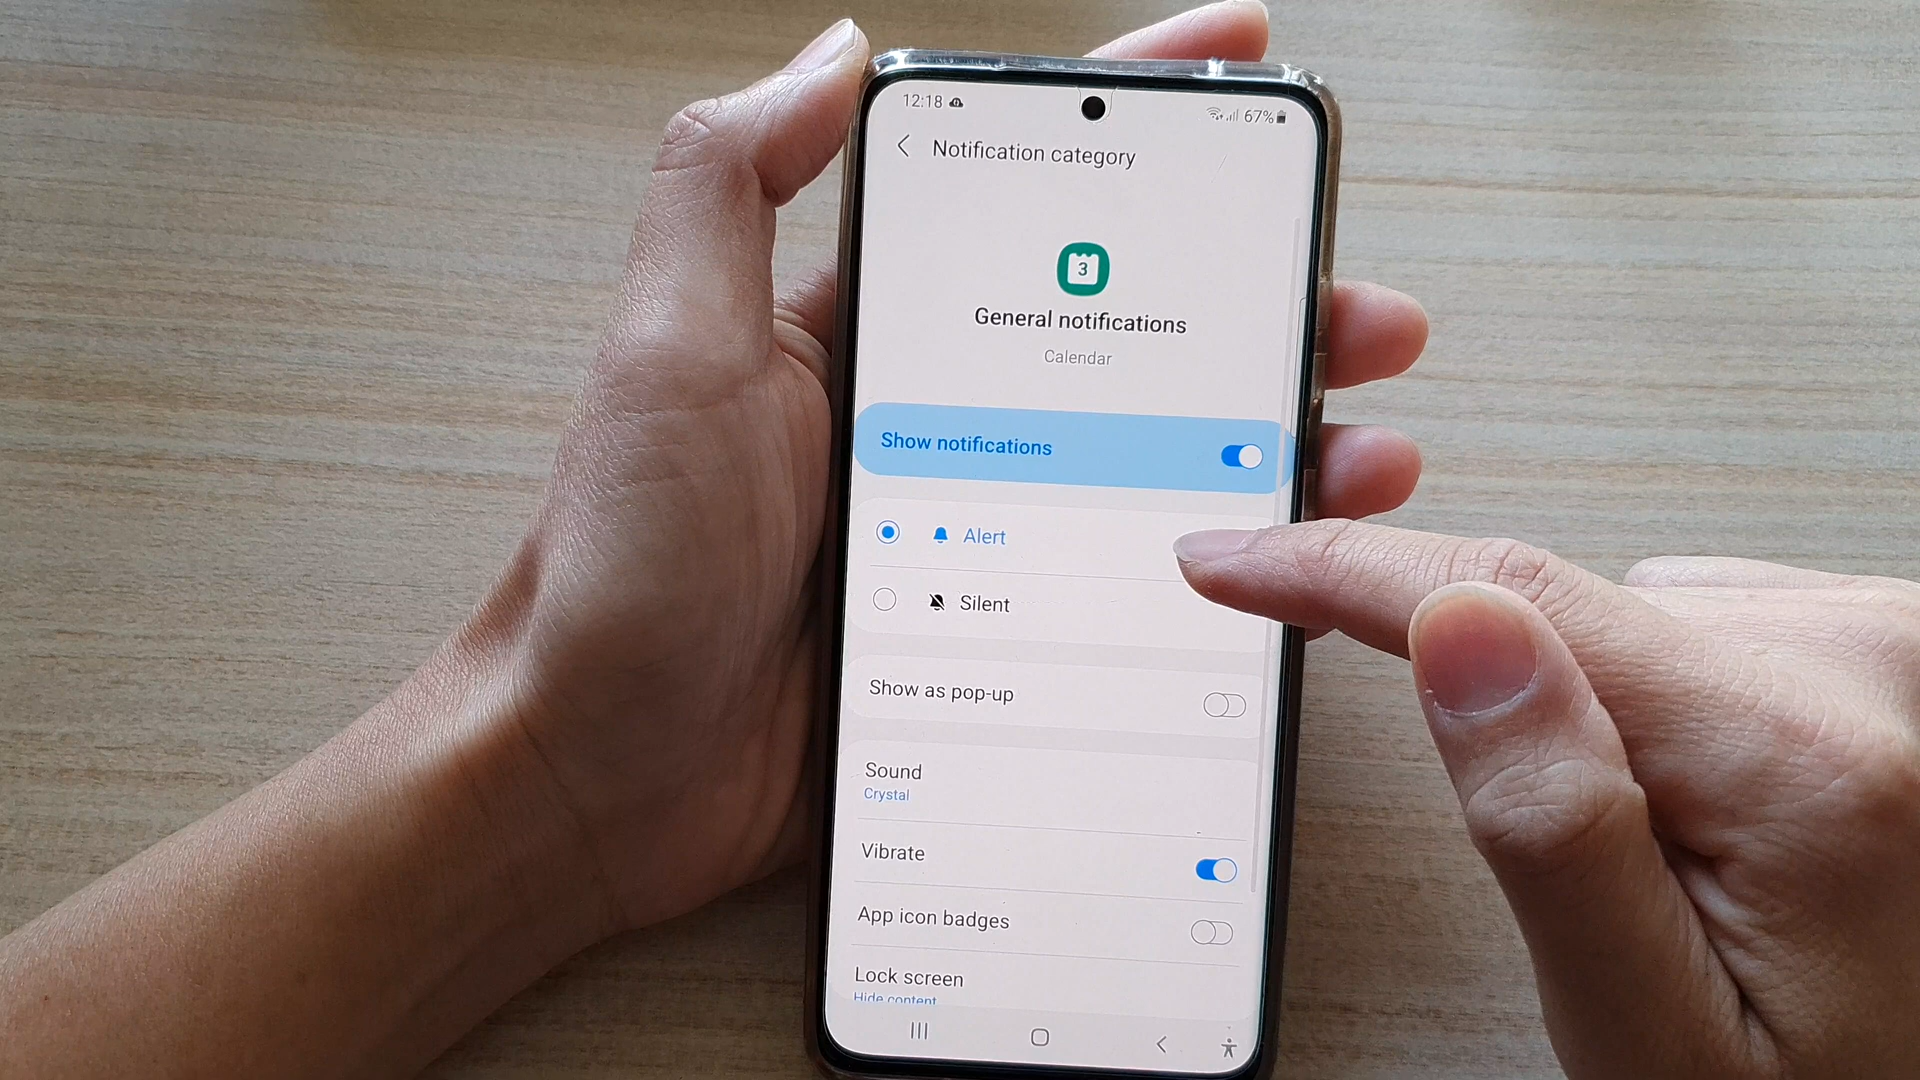 12:18
67%
Notification category
3
General notifications
Calendar
Show notifications
Alert
Silent
Show as pop-up
Sound
Crystal
Vibrate
App icon badges
Lock screen
Hide content